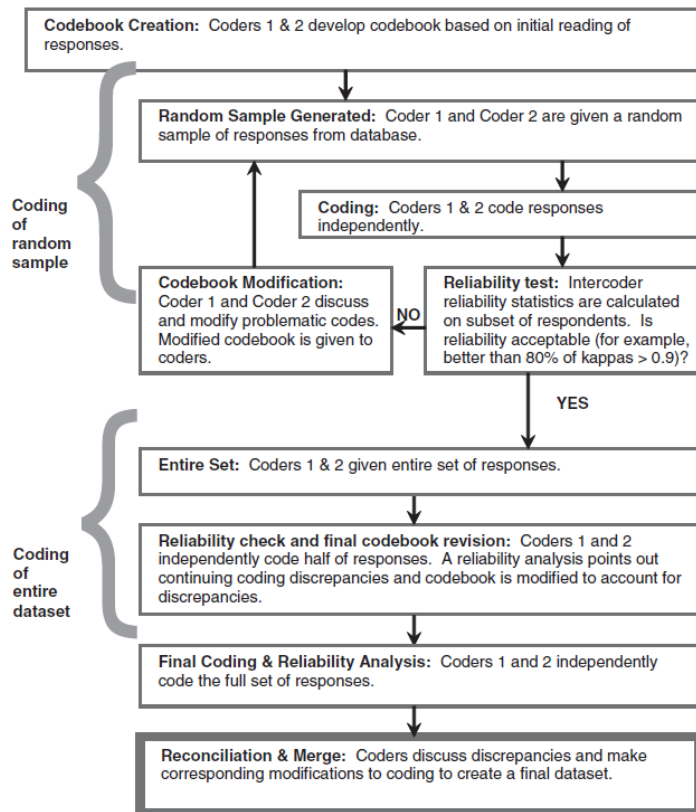 Codebook Creation: Coders 1 & 2 develop codebook based on initial reading of
responses.
Random Sample Generated: Coder 1 and Coder 2 are given a random
sample of responses from database.
Coding
of
random
sample
Coding: Coders 1 & 2 code responses
independently.
Codebook Modification:
Coder 1 and Coder 2 discuss
and modify problematic codes.
Modified codebook is given to
coders.
NO
Reliability test: Intercoder
reliability statistics are calculated
on subset of respondents. Is
reliability acceptable (for example,
better than 80% of kappas > 0.9)?
YES
Entire Set: Coders 1 & 2 given entire set of responses.
Coding
of
entire
dataset
Reliability check and final codebook revision: Coders 1 and 2
independently code half of responses. A reliability analysis points out
continuing coding discrepancies and codebook is modified to account for
discrepancies.
Final Coding & Reliability Analysis: Coders 1 and 2 independently
code the full set of responses.
Reconciliation & Merge: Coders discuss discrepancies and make
corresponding modifications to coding to create a final dataset.